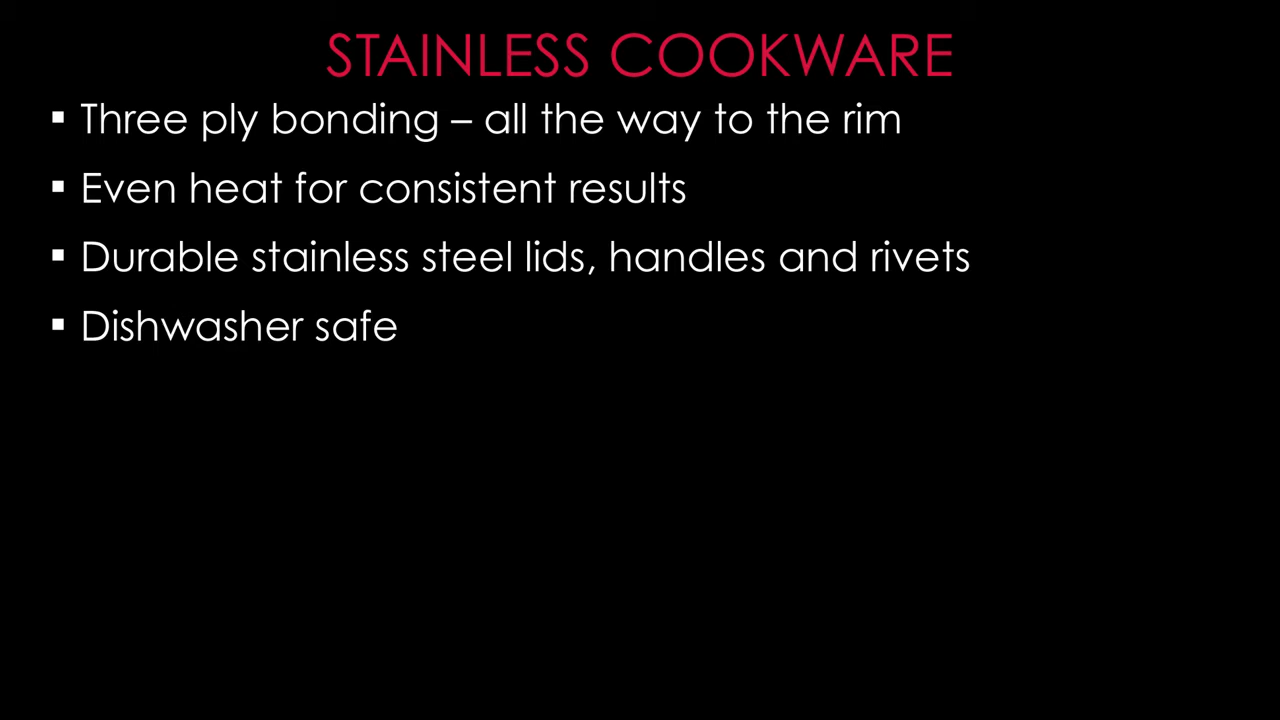 STAINLESS COOKWARE
▪ Three ply bonding – all the way to the rim
▪ Even heat for consistent results
▪ Durable stainless steel lids, handles and rivets
▪ Dishwasher safe